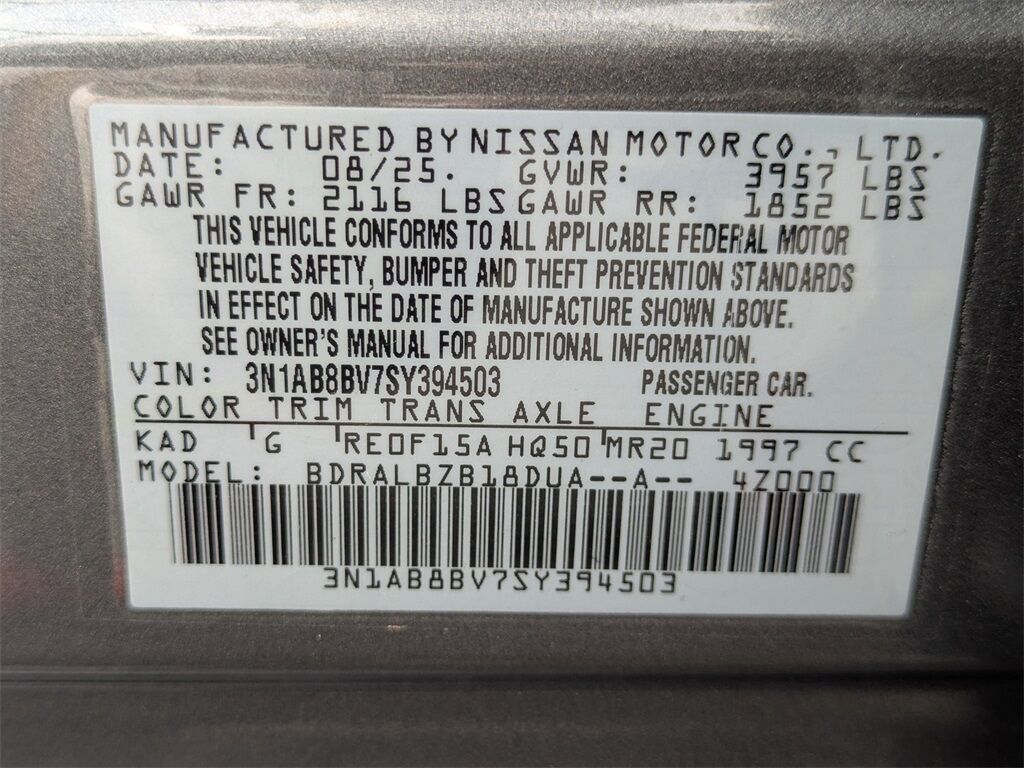 MANUFACTURED BY NISSAN MOTOR CO., LTD.
DATE: 08/25. GVWR: 3957 LBS
GAWR FR: 2116 LBS GAWR RR: 1852 LBS
THIS VEHICLE CONFORMS TO ALL APPLICABLE FEDERAL MOTOR
VEHICLE SAFETY, BUMPER AND THEFT PREVENTION STANDARDS
IN EFFECT ON THE DATE OF MANUFACTURE SHOWN ABOVE.
SEE OWNER'S MANUAL FOR ADDITIONAL INFORMATION.
VIN: 3N1AB8BV7SY394503 PASSENGER CAR.
COLOR TRIM TRANS AXLE ENGINE
KAD G RE0F15A HQ50 MR20 1997 CC
MODEL: BDRALBZB18DUA--A-- 4Z000
3N1AB8BV7SY394503